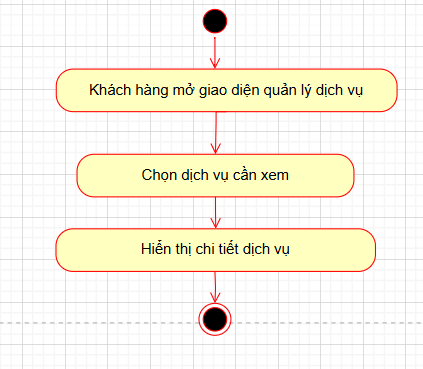 Khách hàng mở giao diện quản lý dịch vụ
Chọn dịch vụ cần xem
Hiển thị chi tiết dịch vụ